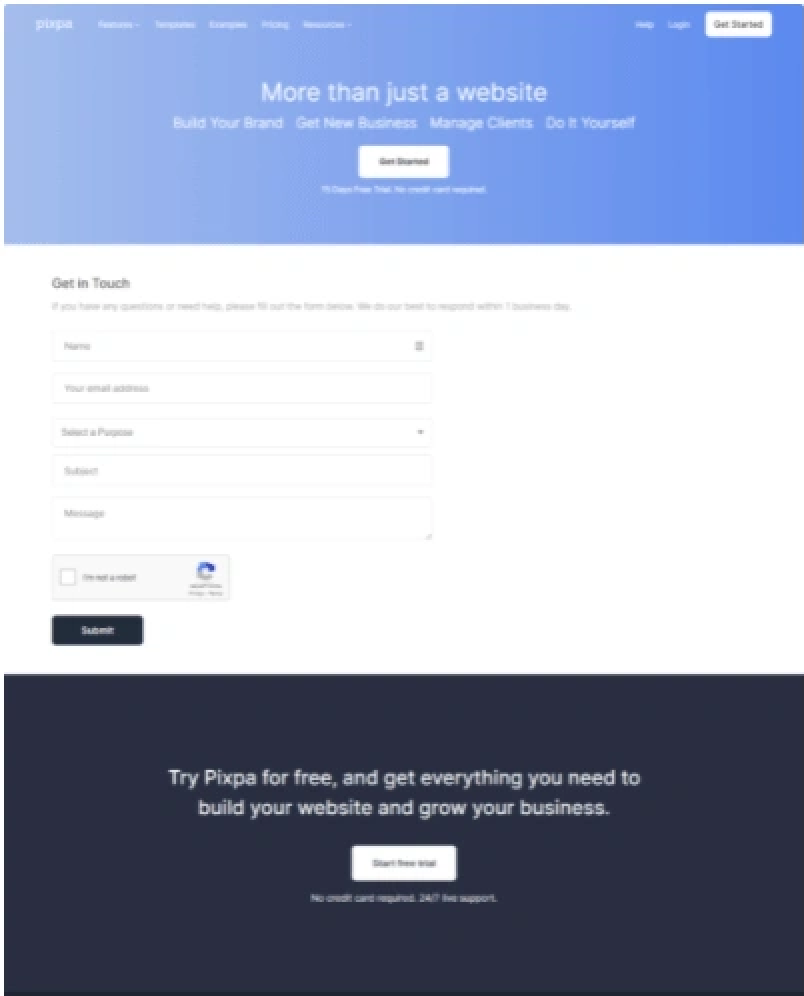 pixpa Features Templates Examples Pricing Resources Help Login Get Started
More than just a website
Build Your Brand Get New Business Manage Clients Do It Yourself
Get Started
15 Days Free Trial. No credit card required.
Get in Touch
If you have any questions or need help, please fill out the form below. We do our best to respond within 1 business day.
Name
Your email address
Select a Purpose
Subject
Message
I'm not a robot
reCAPTCHA
Privacy - Terms
Submit
Try Pixpa for free, and get everything you need to
build your website and grow your business.
Start free trial
No credit card required. 24/7 live support.